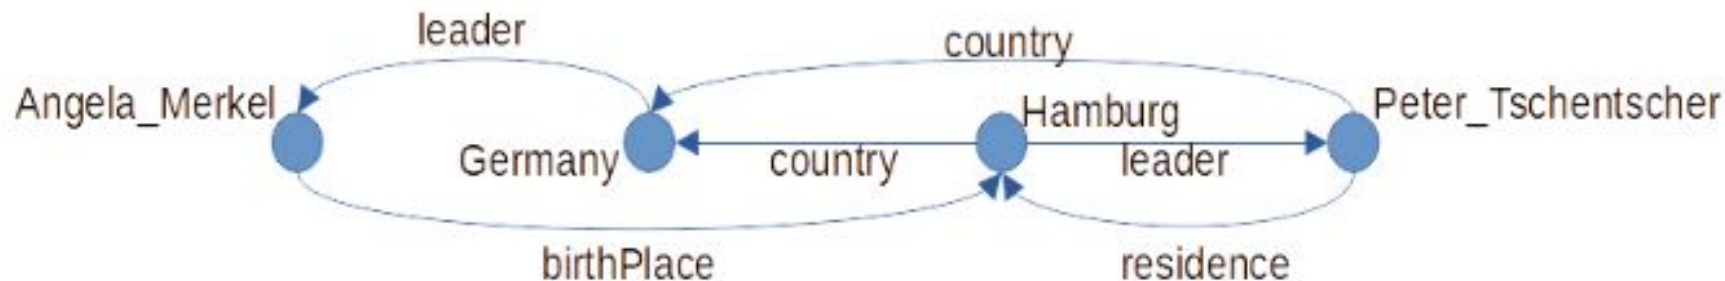 leader
country
Angela_Merkel
Hamburg
Peter_Tschentscher
Germany
country
leader
birthPlace
residence